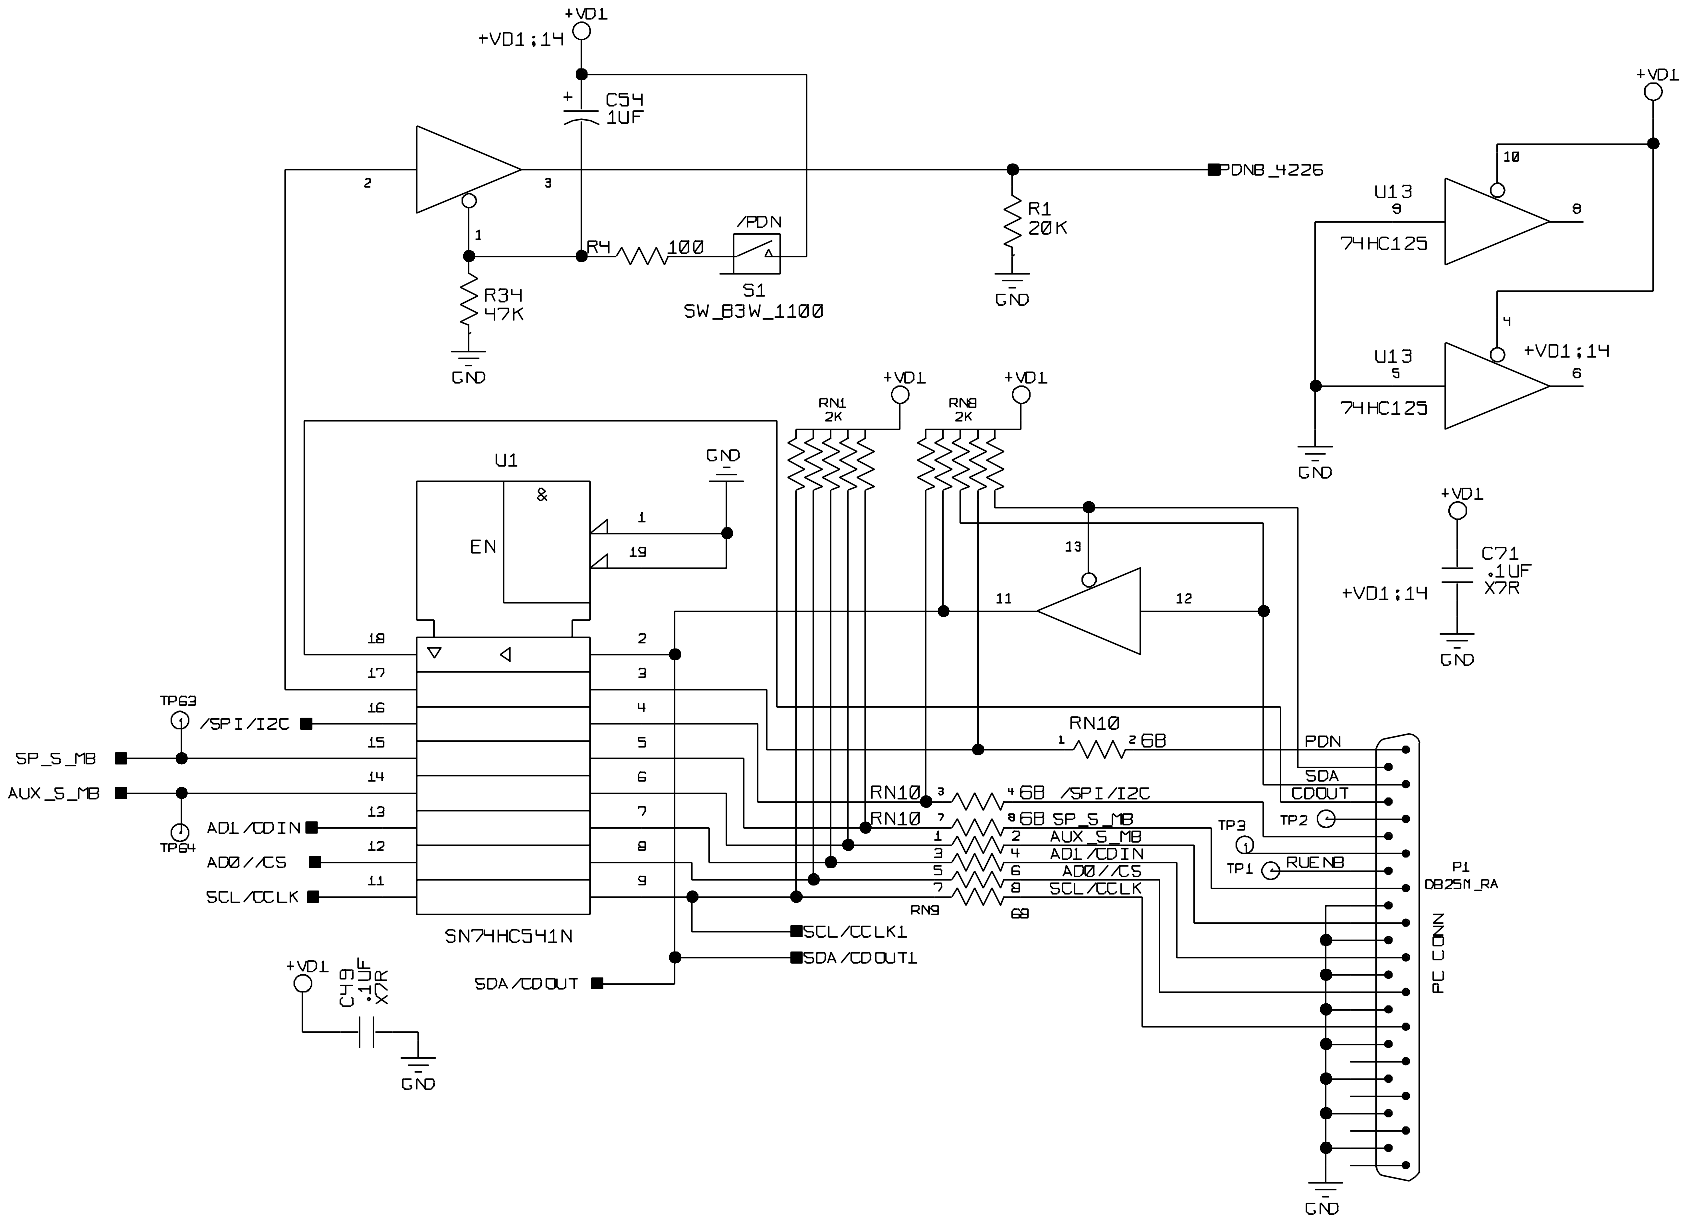 +VD1
+VD1;14
C54
1UF
+
2
3
1
R4
100
/PDN
S1
SW_B3W_1100
R34
47K
GND
PDNB_4226
R1
20K
GND
+VD1
10
U13
9
8
74HC125
4
U13
5
+VD1;14
6
74HC125
GND
+VD1
+VD1
RN1
2K
RN8
2K
U1
&
EN
GND
1
19
13
11
12
+VD1
C71
.1UF
X7R
+VD1;14
GND
18
2
17
3
16
4
15
5
14
6
13
7
12
8
11
9
TP63
/SPI/I2C
SP_S_MB
AUX_S_MB
TP64
AD1/CDIN
AD0//CS
SCL/CCLK
SN74HC541N
RN10
1
2
68
PDN
SDA
CDOUT
RN10
3
4
68
/SPI/I2C
RN10
7
8
68
SP_S_MB
1
2
AUX_S_MB
3
4
AD1/CDIN
5
6
AD0//CS
7
8
SCL/CCLK
RN9
68
TP2
TP3
TP1
RUENB
P1
DB25M_RA
PC CONN
SCL/CCLK1
SDA/CDOUT1
SDA/CDOUT
+VD1
C49
.1UF
X7R
GND
GND